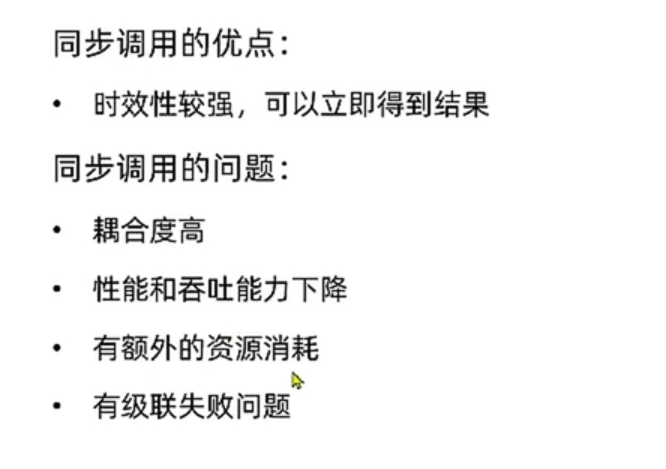 同步调用的优点：
• 时效性较强，可以立即得到结果
同步调用的问题：
• 耦合度高
• 性能和吞吐能力下降
• 有额外的资源消耗
• 有级联失败问题